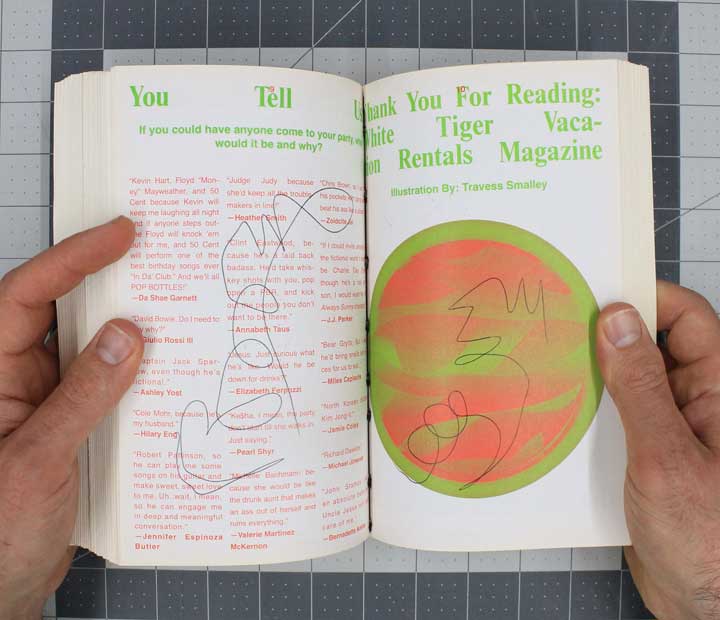 9
You Tell Us
If you could have anyone come to your party,
would it be and why?
"Kevin Hart, Floyd "Mon-
ey" Mayweather, and 50
Cent because Kevin will
keep me laughing all night
and if anyone steps out-
Floyd will knock 'em
out for me, and 50 Cent
will perform one of the
best birthday songs ever
"In Da' Club." And we'll all
POP BOTTLES!"
—Da Shae Garnett
"David Bowie. Do I need to
say why?"
Giulio Rossi III
"Captain Jack Spar-
row, even though he's
fictional."
—Ashley Yost
"Cole Mohr, because he's
my husband."
—Hilary Eng
"Robert Pattinson, so
he can play me some
songs on his guitar and
make sweet, sweet love
to me. Uh..wait, I mean,
so he can engage me
in deep and meaningful
conversation."
—Jennifer Espinoza
Butler
"Judge Judy because
she'd keep all the trouble
makers in line."
—Heather Smith
"Clint Eastwood, be-
cause he's a laid back
badass. He'd take whis-
key shots with you, pop
open a PBR, and kick
out the people you don't
want to be there."
—Annabeth Taus
"Jesus. Just curious what
he's like. Would he be
down for drinks?"
—Elizabeth Ferpozzi
"Ke$ha, I mean, the party
don't start till she walks in.
Just saying."
—Pearl Shyr
"Michelle Bachmann be-
cause she would be like
the drunk aunt that makes
an ass out of herself and
ruins everything."
—Valerie Martinez
McKernon
"Chris Brown, so I
his pockets
beat his ass
"If I could invite
the fictional
be Charlie
though he's a
son, I would want
Always Sunny
—J.J. Parker
"Bear Grylls. But
he'd bring
ces for us to eat
—Miles
"North Korean
Kim Jong-il."
—Jamie
"Richard
—Michael
"John Stamos
an absolute
Uncle Jesse
care of me."
—Bernadette
10
Thank You For Reading:
White Tiger Vaca-
tion Rentals Magazine
Illustration By: Travess Smalley